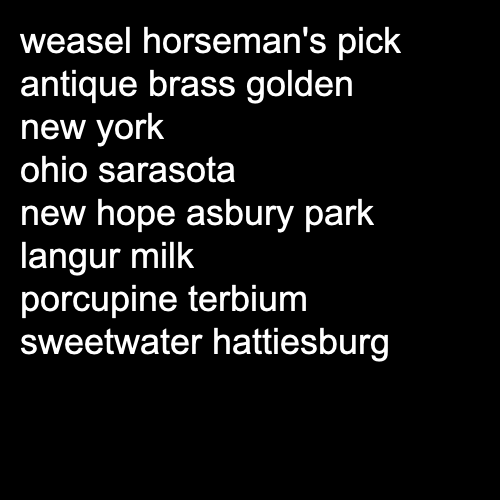 weasel horseman's pick
antique brass golden
new york
ohio sarasota
new hope asbury park
langur milk
porcupine terbium
sweetwater hattiesburg